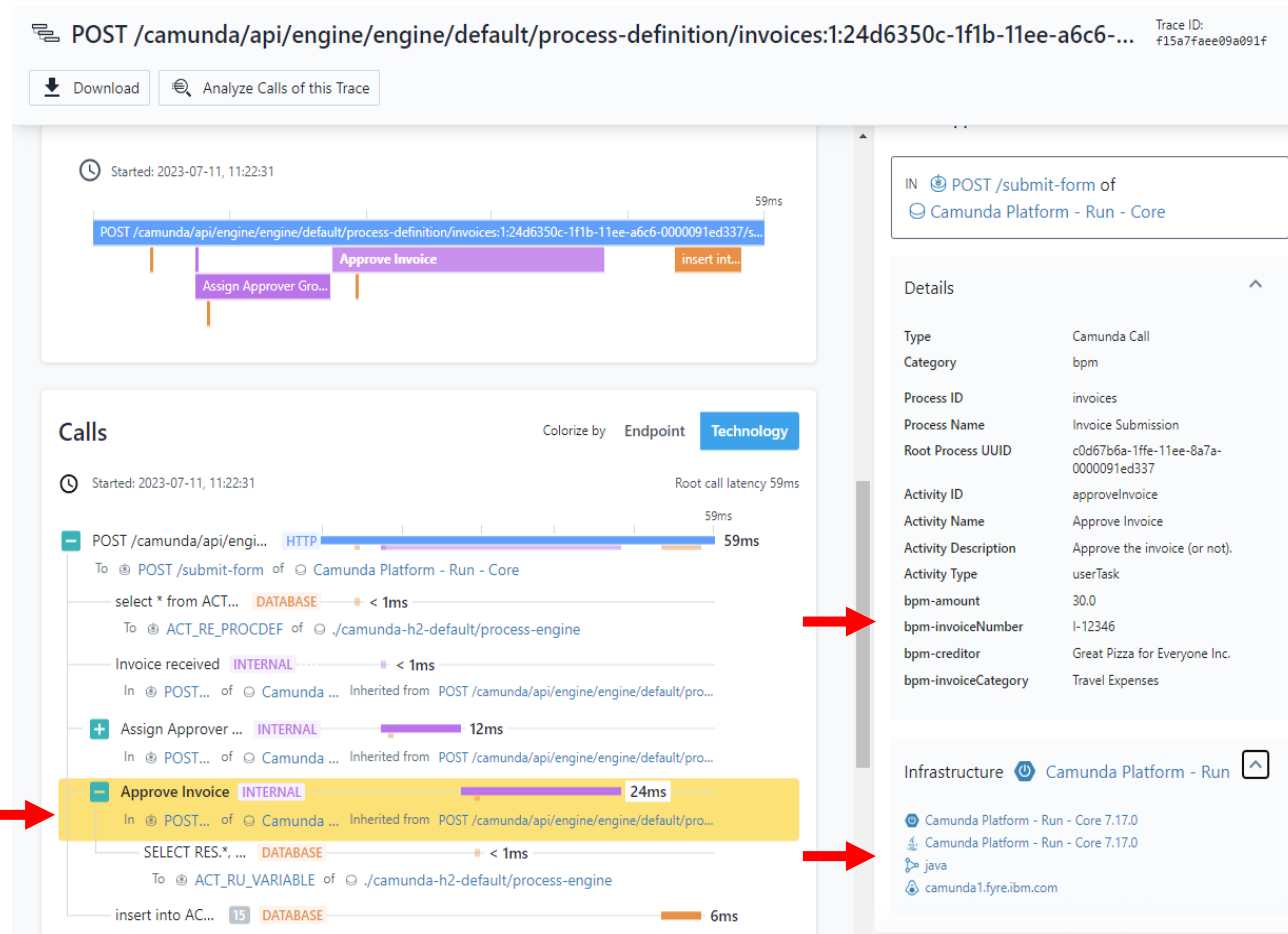 POST /camunda/api/engine/engine/default/process-definition/invoices:1:24d6350c-1f1b-11ee-a6c6-...
Trace ID:
f15a7faee09a091f
Download
Analyze Calls of this Trace
Started: 2023-07-11, 11:22:31
59ms
POST /camunda/api/engine/engine/default/process-definition/invoices:1:24d6350c-1f1b-11ee-a6c6-0000091ed337/s...
Approve Invoice
insert int...
Assign Approver Gro...
Calls
Colorize by Endpoint Technology
Started: 2023-07-11, 11:22:31
Root call latency 59ms
59ms
POST /camunda/api/engi... HTTP 59ms
To POST /submit-form of Camunda Platform - Run - Core
select * from ACT... DATABASE < 1ms
To ACT_RE_PROCDEF of ./camunda-h2-default/process-engine
Invoice received INTERNAL < 1ms
In POST... of Camunda ... Inherited from POST /camunda/api/engine/engine/default/pro...
Assign Approver ... INTERNAL 12ms
In POST... of Camunda ... Inherited from POST /camunda/api/engine/engine/default/pro...
Approve Invoice INTERNAL 24ms
In POST... of Camunda ... Inherited from POST /camunda/api/engine/engine/default/pro...
SELECT RES.*, ... DATABASE < 1ms
To ACT_RU_VARIABLE of ./camunda-h2-default/process-engine
insert into AC... 15 DATABASE 6ms
IN POST /submit-form of
Camunda Platform - Run - Core
Details
Type Camunda Call
Category bpm
Process ID invoices
Process Name Invoice Submission
Root Process UUID c0d67b6a-1ffe-11ee-8a7a-
0000091ed337
Activity ID approveInvoice
Activity Name Approve Invoice
Activity Description Approve the invoice (or not).
Activity Type userTask
bpm-amount 30.0
bpm-invoiceNumber I-12346
bpm-creditor Great Pizza for Everyone Inc.
bpm-invoiceCategory Travel Expenses
Infrastructure Camunda Platform - Run
Camunda Platform - Run - Core 7.17.0
Camunda Platform - Run - Core 7.17.0
java
camunda1.fyre.ibm.com